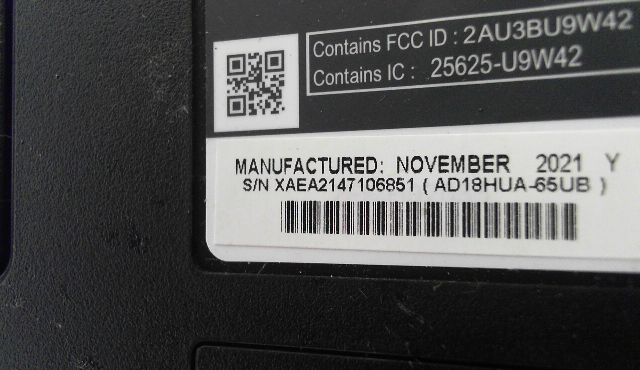 Contains FCC ID : 2AU3BU9W42
Contains IC : 25625-U9W42
MANUFACTURED: NOVEMBER 2021 Y
S/N XAEA2147106851 ( AD18HUA-65UB )